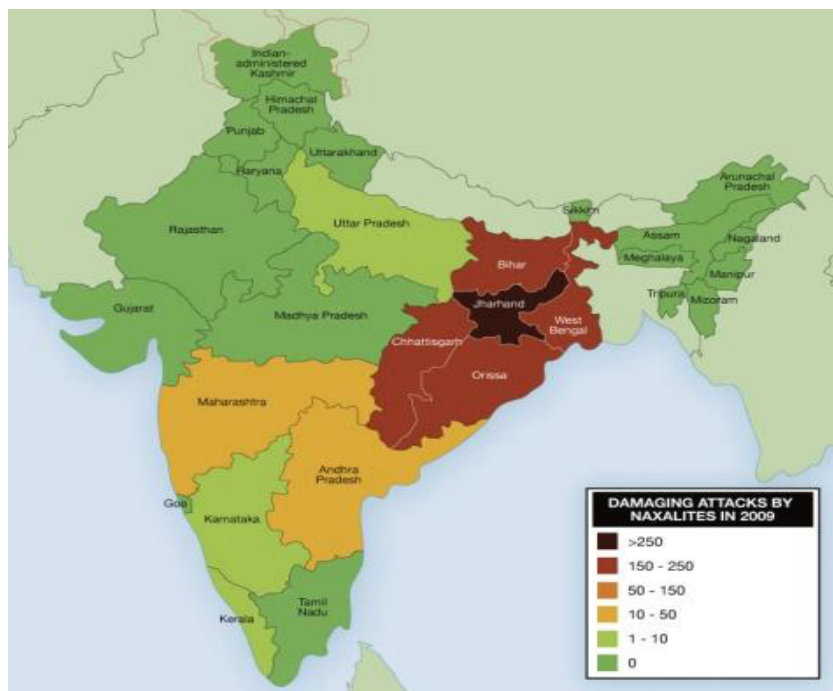 Indian-
administered
Kashmir
Himachal
Pradesh
Punjab
Uttarakhand
Haryana
Arunachal
Pradesh
Sikkim
Rajasthan
Uttar Pradesh
Assam
Nagaland
Bihar
Meghalaya
Manipur
Gujarat
Madhya Pradesh
Jharhand
Tripura
Mizoram
West
Bengal
Chhattisgarh
Orissa
Maharashtra
Andhra
Pradesh
Goa
Karnataka
Tamil
Nadu
Kerala
DAMAGING ATTACKS BY
NAXALITES IN 2009
>250
150 - 250
50 - 150
10 - 50
1 - 10
0